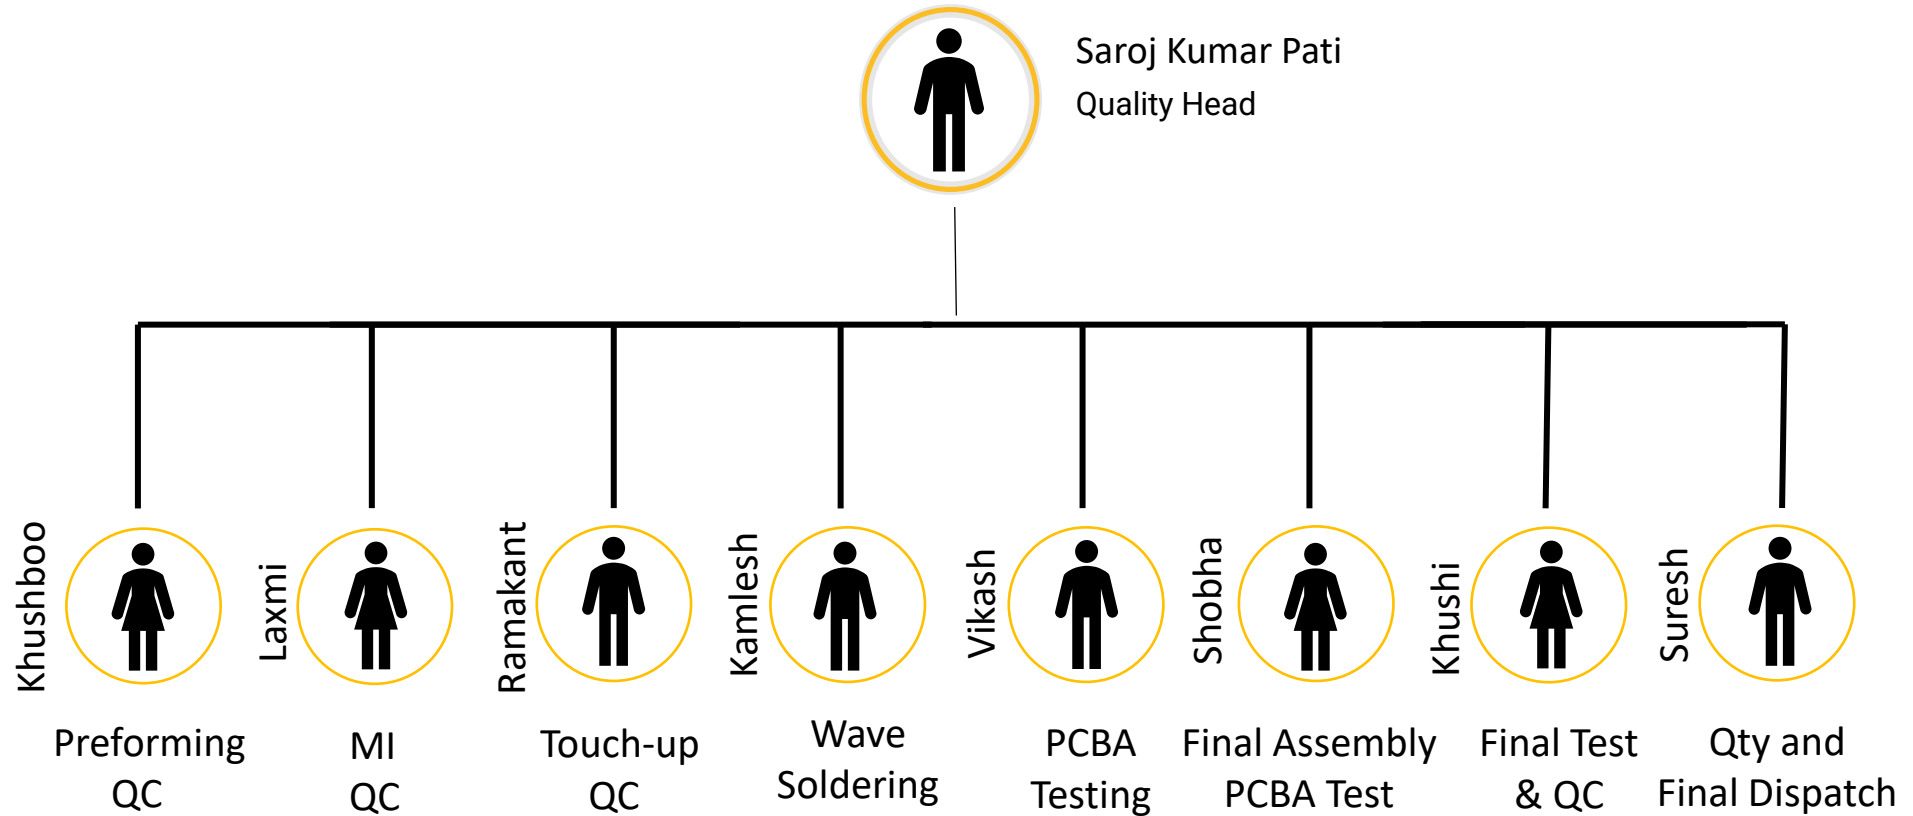 Saroj Kumar Pati
Quality Head
Khushboo
Preforming
QC
Laxmi
MI
QC
Ramakant
Touch-up
QC
Kamlesh
Wave
Soldering
Vikash
PCBA
Testing
Shobha
Final Assembly
PCBA Test
Khushi
Final Test
& QC
Suresh
Qty and
Final Dispatch